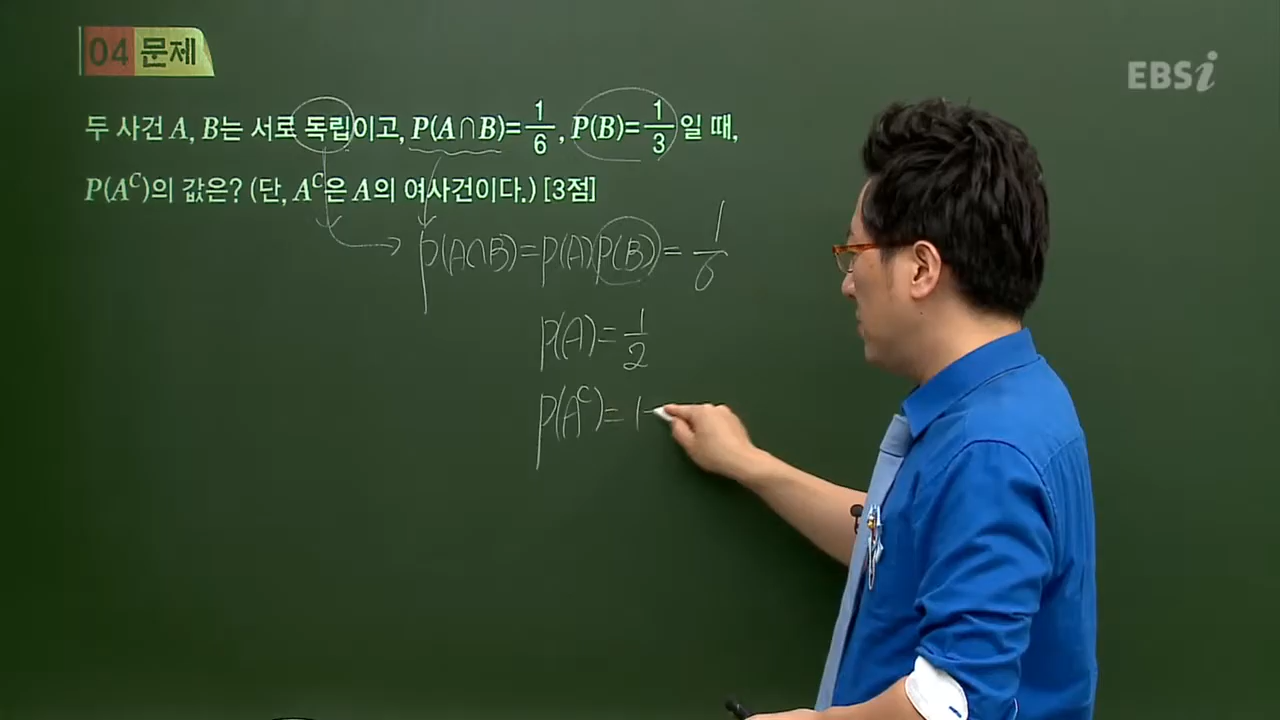 04 문제
EBSi
두 사건 A, B는 서로 독립이고, P(A∩B)=1/6, P(B)=1/3일 때,
P(A^C)의 값은? (단, A^C은 A의 여사건이다.) [3점]
p(A∩B)=p(A)p(B)=1/6
p(A)=1/2
p(A^C)=1-